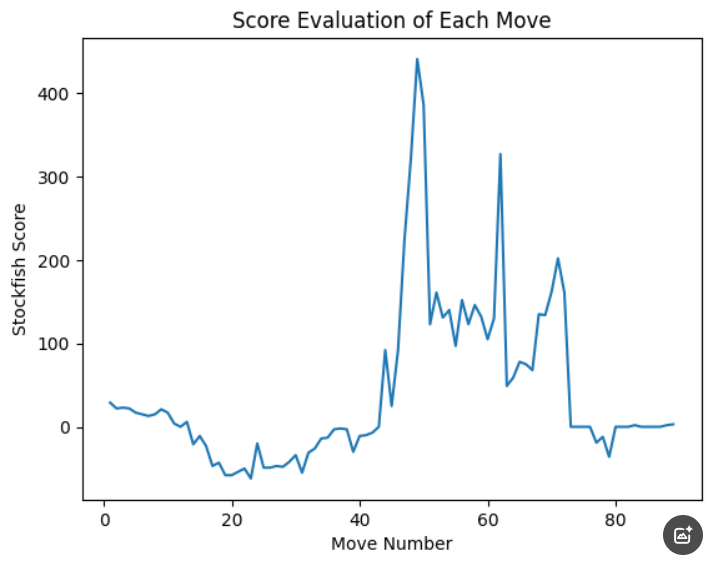 Score Evaluation of Each Move
400
300
200
100
0
Stockfish Score
0 20 40 60 80
Move Number